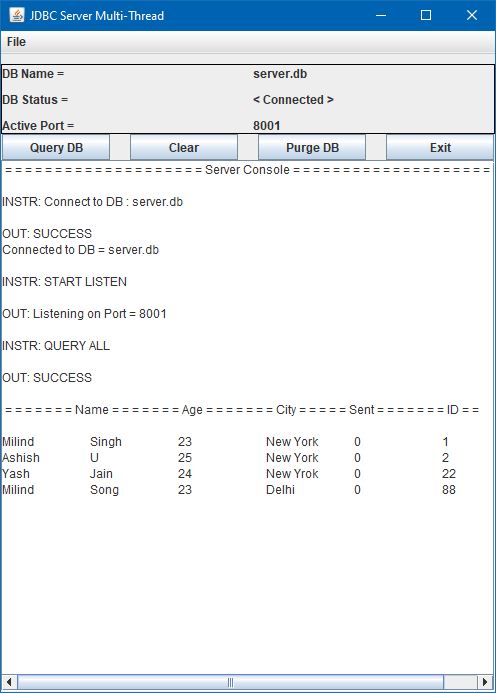 JDBC Server Multi-Thread
File
DB Name = server.db
DB Status = < Connected >
Active Port = 8001
Query DB Clear Purge DB Exit
= = = = = = = = = = = = = = = = = = = = Server Console = = = = = = = = = = = = = = = = = = = =
INSTR: Connect to DB : server.db
OUT: SUCCESS
Connected to DB = server.db
INSTR: START LISTEN
OUT: Listening on Port = 8001
INSTR: QUERY ALL
OUT: SUCCESS
= = = = = = = Name = = = = = = = Age = = = = = = = City = = = = = Sent = = = = = = = ID = =
Milind Singh 23 New York 0 1
Ashish U 25 New York 0 2
Yash Jain 24 New Yrok 0 22
Milind Song 23 Delhi 0 88